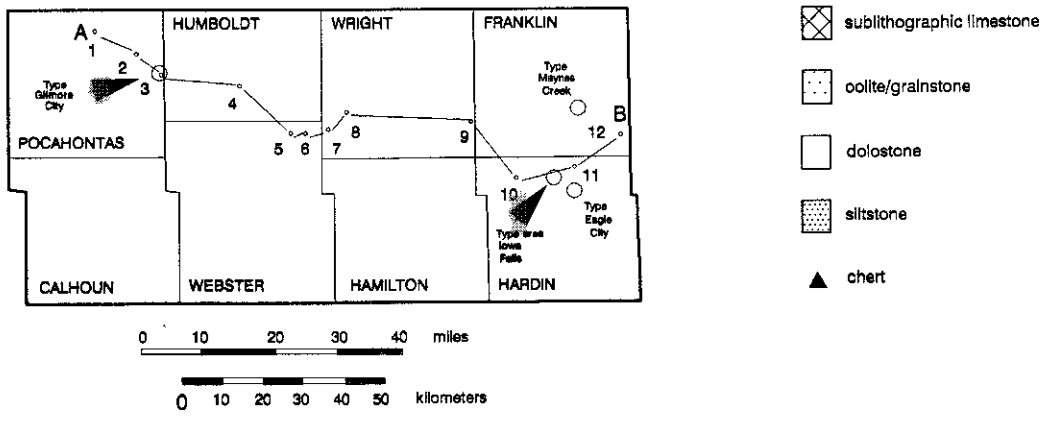 HUMBOLDT
WRIGHT
FRANKLIN
A
1
2
3
Type
Gilmore
City
POCAHONTAS
4
5
6
7
8
9
Type
Maynes
Creek
B
12
10
11
Type area
Iowa
Falls
Type
Eagle
City
CALHOUN
WEBSTER
HAMILTON
HARDIN
0 10 20 30 40 miles
0 10 20 30 40 50 kilometers
sublithographic limestone
oolite/grainstone
dolostone
siltstone
chert